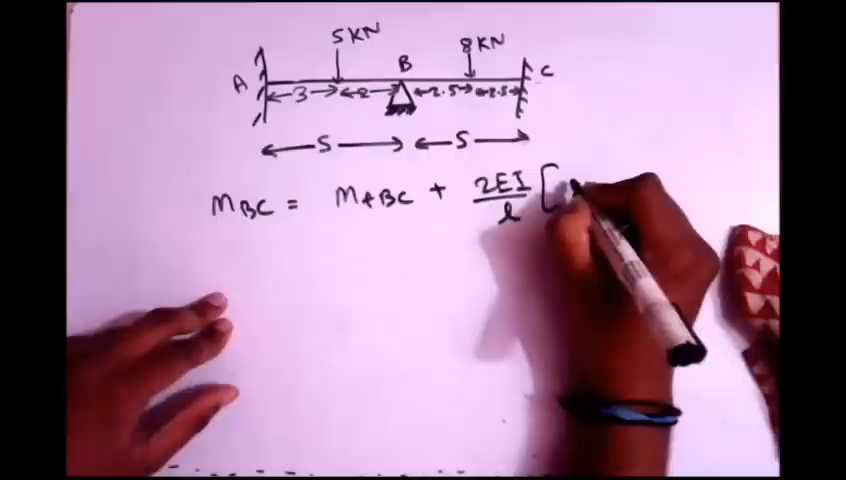 5KN
8KN
A B C
3 2 2.5 2.5
5 5
MBC = MfBC + 2EI/l [